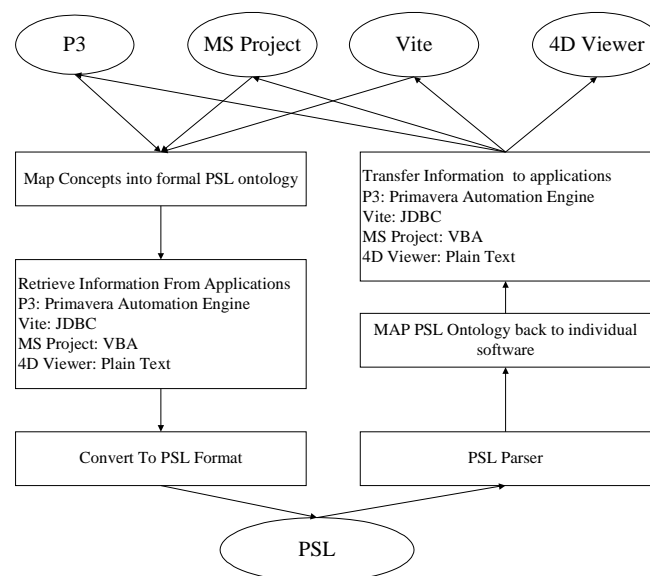 P3
MS Project
Vite
4D Viewer
Map Concepts into formal PSL ontology
Retrieve Information From Applications
P3: Primavera Automation Engine
Vite: JDBC
MS Project: VBA
4D Viewer: Plain Text
Convert To PSL Format
Transfer Information to applications
P3: Primavera Automation Engine
Vite: JDBC
MS Project: VBA
4D Viewer: Plain Text
MAP PSL Ontology back to individual
software
PSL Parser
PSL